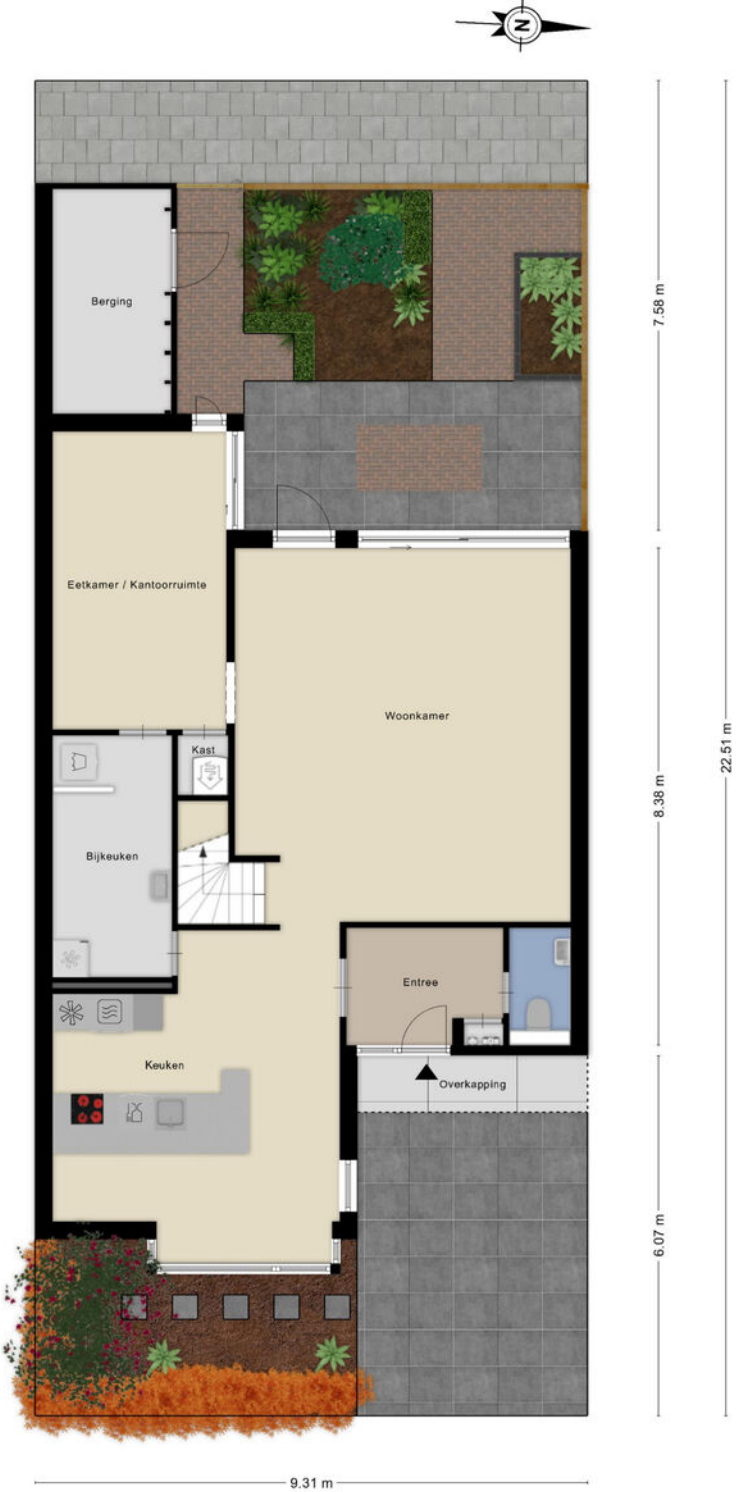 N
Berging
7.58 m
Eetkamer / Kantoorruimte
Woonkamer
Kast
22.51 m
8.38 m
Bijkeuken
Entree
Keuken
Overkapping
6.07 m
9.31 m